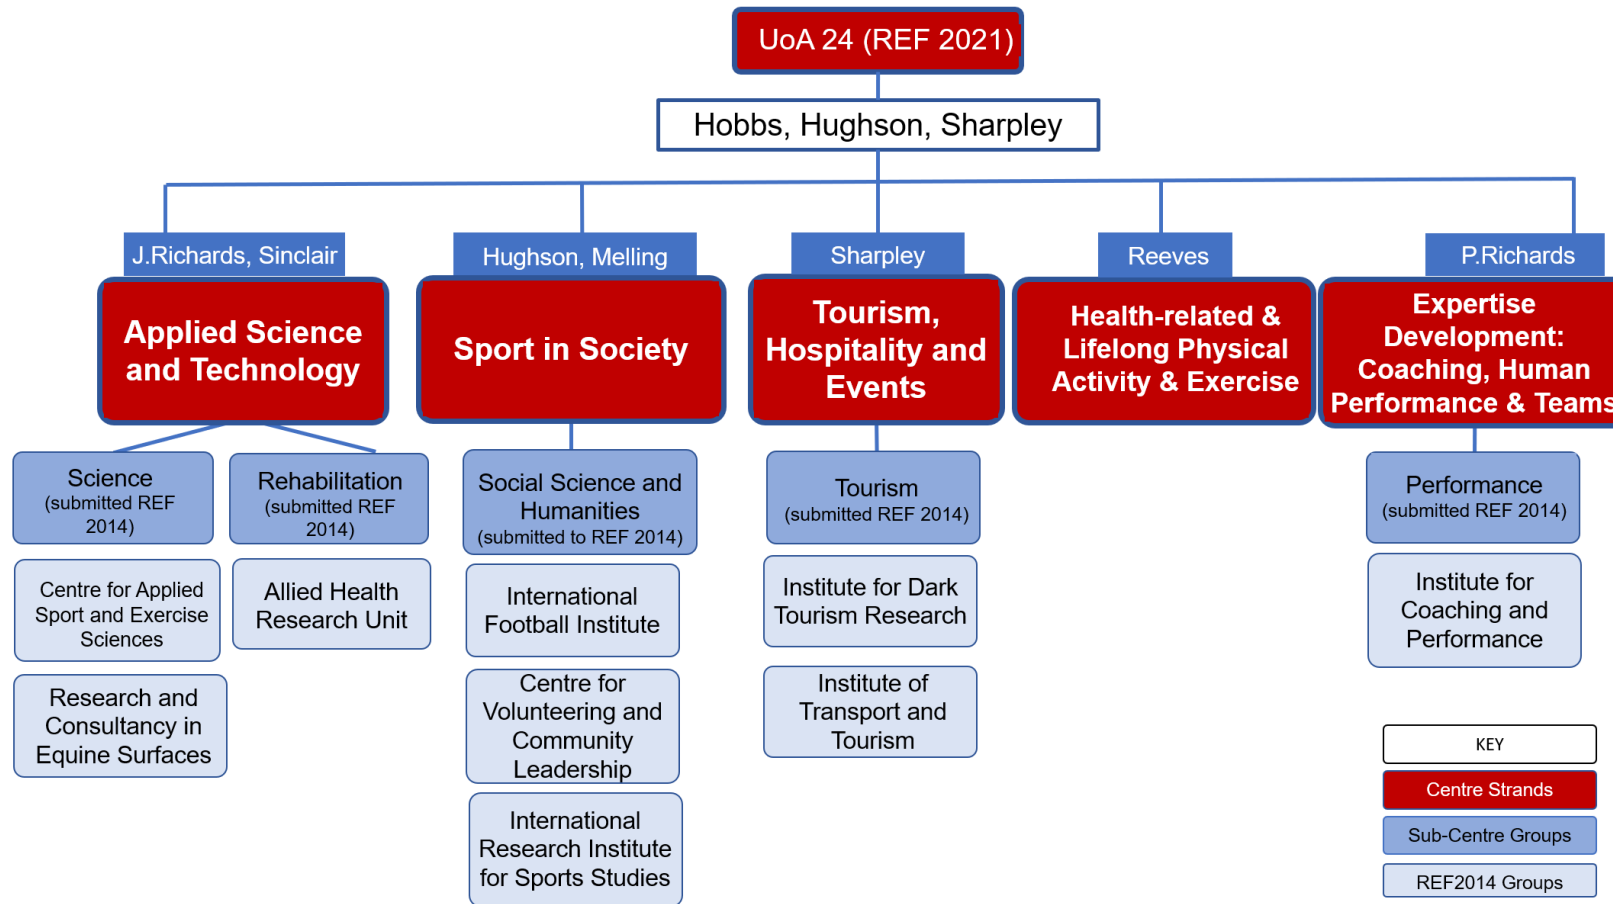 UoA 24 (REF 2021)
Hobbs, Hughson, Sharpley
J.Richards, Sinclair
Applied Science
and Technology
Science
(submitted REF
2014)
Centre for Applied
Sport and Exercise
Sciences
Research and
Consultancy in
Equine Surfaces
Rehabilitation
(submitted REF
2014)
Allied Health
Research Unit
Hughson, Melling
Sport in Society
Social Science and
Humanities
(submitted to REF 2014)
International
Football Institute
Centre for
Volunteering and
Community
Leadership
International
Research Institute
for Sports Studies
Sharpley
Tourism,
Hospitality and
Events
Tourism
(submitted REF 2014)
Institute for Dark
Tourism Research
Institute of
Transport and
Tourism
Reeves
Health-related &
Lifelong Physical
Activity & Exercise
P.Richards
Expertise
Development:
Coaching, Human
Performance & Teams
Performance
(submitted REF 2014)
Institute for
Coaching and
Performance
KEY
Centre Strands
Sub-Centre Groups
REF2014 Groups